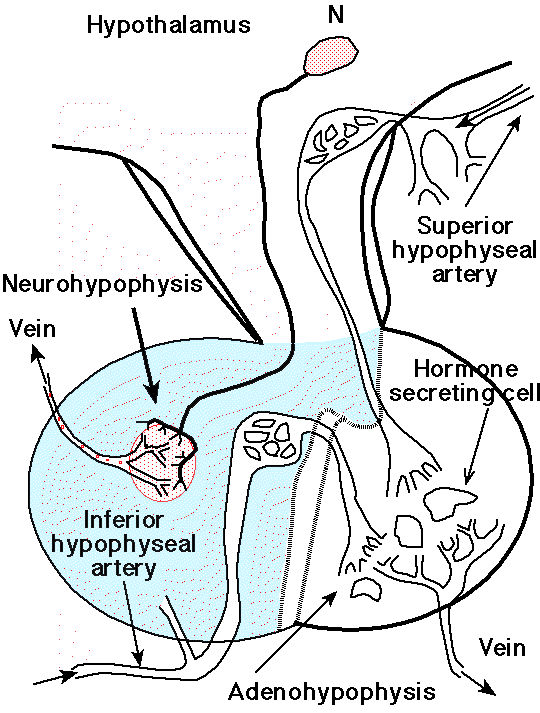 Hypothalamus
N
Superior
hypophyseal
artery
Neurohypophysis
Vein
Hormone
secreting cell
Inferior
hypophyseal
artery
Vein
Adenohypophysis